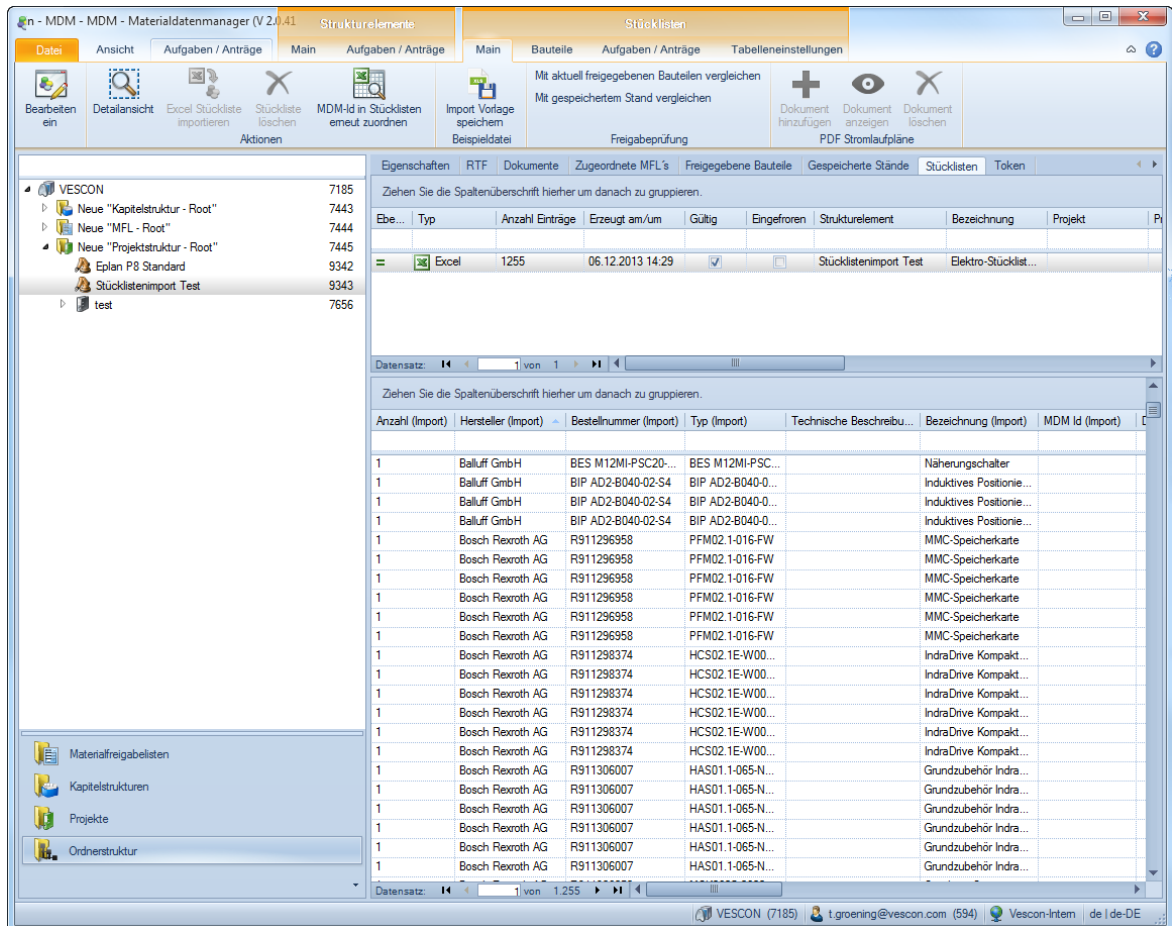 en - MDM - MDM - Materialdatenmanager (V 2.0.41
Strukturelemente
Stücklisten
Datei Ansicht Aufgaben / Anträge Main Aufgaben / Anträge Main Bauteile Aufgaben / Anträge Tabelleneinstellungen
Bearbeiten ein
Detailansicht
Excel Stückliste importieren
Stückliste löschen
MDM-Id in Stücklisten erneut zuordnen
Aktionen
Import Vorlage speichern
Beispieldatei
Mit aktuell freigegebenen Bauteilen vergleichen
Mit gespeichertem Stand vergleichen
Freigabeprüfung
Dokument hinzufügen
Dokument anzeigen
Dokument löschen
PDF Stromlaufpläne
VESCON 7185
Neue "Kapitelstruktur - Root" 7443
Neue "MFL - Root" 7444
Neue "Projektstruktur - Root" 7445
Eplan P8 Standard 9342
Stücklistenimport Test 9343
test 7656
Materialfreigabelisten
Kapitelstrukturen
Projekte
Ordnerstruktur
Eigenschaften RTF Dokumente Zugeordnete MFL´s Freigegebene Bauteile Gespeicherte Stände Stücklisten Token
Ziehen Sie die Spaltenüberschrift hierher um danach zu gruppieren.
Ebe... Typ Anzahl Einträge Erzeugt am/um Gültig Eingefroren Strukturelement Bezeichnung Projekt
= Excel 1255 06.12.2013 14:29 Stücklistenimport Test Elektro-Stücklist...
Datensatz: 1 von 1
Ziehen Sie die Spaltenüberschrift hierher um danach zu gruppieren.
Anzahl (Import) Hersteller (Import) Bestellnummer (Import) Typ (Import) Technische Beschreibu... Bezeichnung (Import) MDM Id (Import)
1 Balluff GmbH BES M12MI-PSC20-... BES M12MI-PSC... Näherungschalter
1 Balluff GmbH BIP AD2-B040-02-S4 BIP AD2-B040-0... Induktives Positionie...
1 Balluff GmbH BIP AD2-B040-02-S4 BIP AD2-B040-0... Induktives Positionie...
1 Balluff GmbH BIP AD2-B040-02-S4 BIP AD2-B040-0... Induktives Positionie...
1 Bosch Rexroth AG R911296958 PFM02.1-016-FW MMC-Speicherkarte
1 Bosch Rexroth AG R911296958 PFM02.1-016-FW MMC-Speicherkarte
1 Bosch Rexroth AG R911296958 PFM02.1-016-FW MMC-Speicherkarte
1 Bosch Rexroth AG R911296958 PFM02.1-016-FW MMC-Speicherkarte
1 Bosch Rexroth AG R911296958 PFM02.1-016-FW MMC-Speicherkarte
1 Bosch Rexroth AG R911296958 PFM02.1-016-FW MMC-Speicherkarte
1 Bosch Rexroth AG R911298374 HCS02.1E-W00... IndraDrive Kompakt...
1 Bosch Rexroth AG R911298374 HCS02.1E-W00... IndraDrive Kompakt...
1 Bosch Rexroth AG R911298374 HCS02.1E-W00... IndraDrive Kompakt...
1 Bosch Rexroth AG R911298374 HCS02.1E-W00... IndraDrive Kompakt...
1 Bosch Rexroth AG R911298374 HCS02.1E-W00... IndraDrive Kompakt...
1 Bosch Rexroth AG R911298374 HCS02.1E-W00... IndraDrive Kompakt...
1 Bosch Rexroth AG R911306007 HAS01.1-065-N... Grundzubehör Indra...
1 Bosch Rexroth AG R911306007 HAS01.1-065-N... Grundzubehör Indra...
1 Bosch Rexroth AG R911306007 HAS01.1-065-N... Grundzubehör Indra...
1 Bosch Rexroth AG R911306007 HAS01.1-065-N... Grundzubehör Indra...
1 Bosch Rexroth AG R911306007 HAS01.1-065-N... Grundzubehör Indra...
1 Bosch Rexroth AG R911306007 HAS01.1-065-N... Grundzubehör Indra...
Datensatz: 1 von 1.255
VESCON (7185) t.groening@vescon.com (594) Vescon-Intern de | de-DE